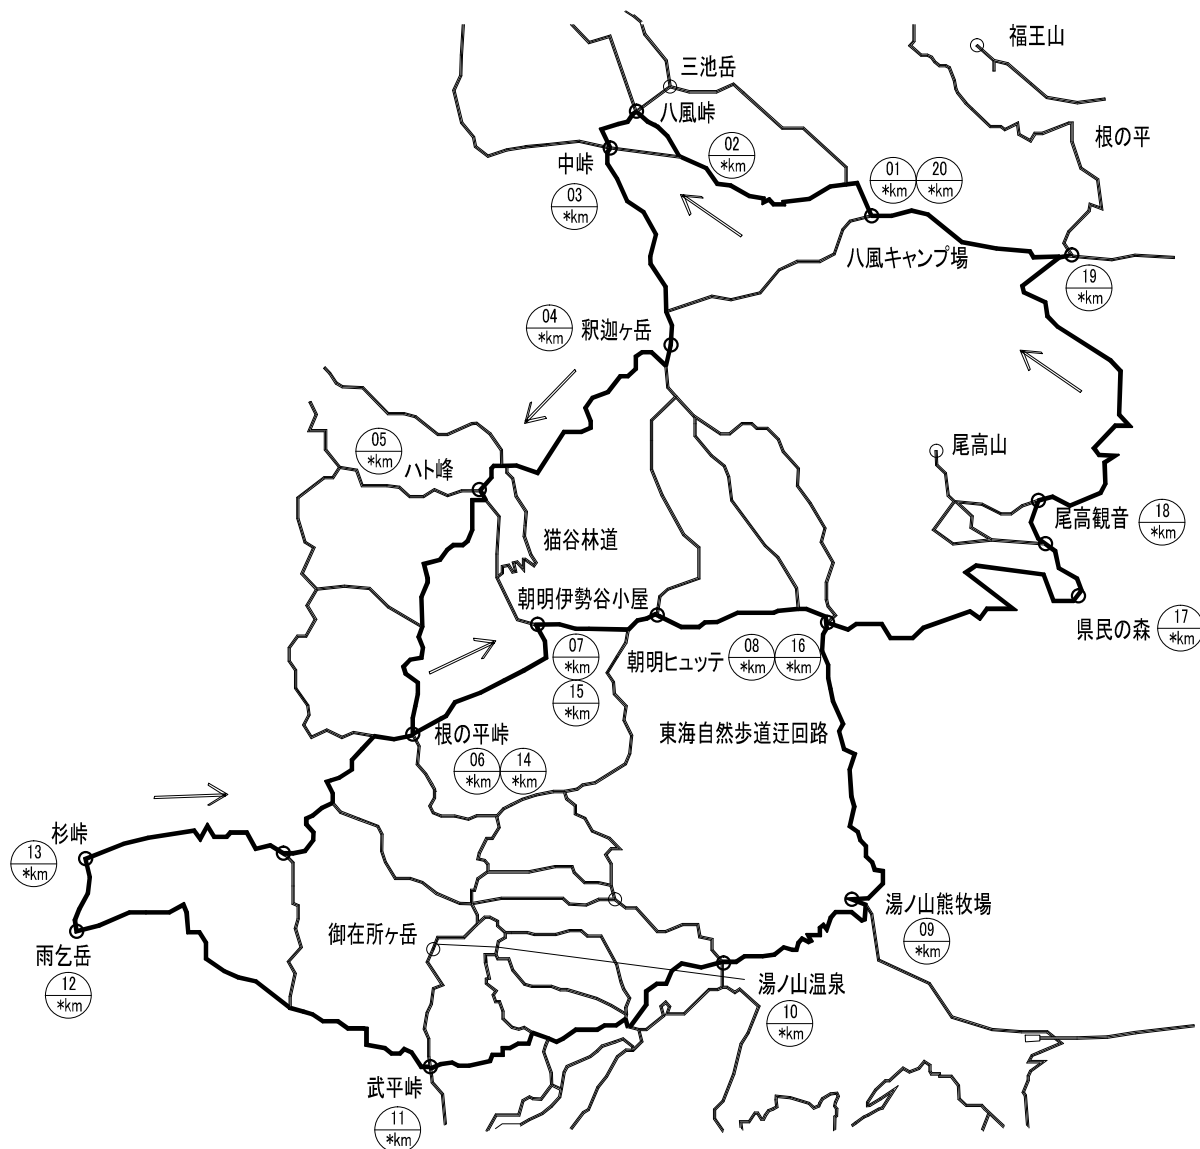 福王山
三池岳
八風峠
根の平
02
*km
中峠
01
*km
20
*km
03
*km
八風キャンプ場
19
*km
04
*km
釈迦ヶ岳
05
*km
ハト峰
尾高山
尾高観音
18
*km
猫谷林道
朝明伊勢谷小屋
県民の森
17
*km
07
*km
朝明ヒュッテ
08
*km
16
*km
15
*km
根の平峠
東海自然歩道迂回路
06
*km
14
*km
杉峠
13
*km
湯ノ山熊牧場
09
*km
御在所ヶ岳
雨乞岳
12
*km
湯ノ山温泉
10
*km
武平峠
11
*km